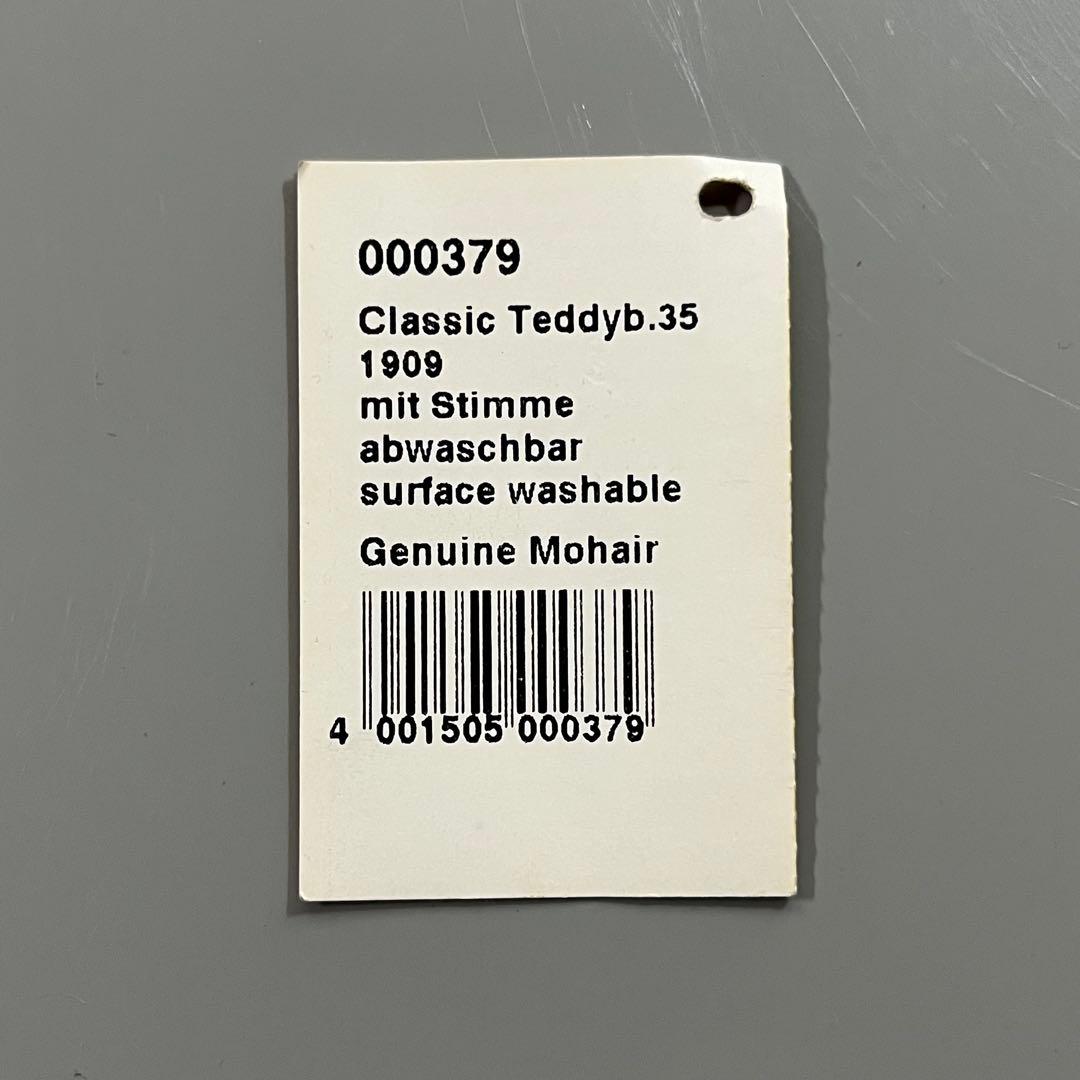 000379
Classic Teddyb.35
1909
mit Stimme
abwaschbar
surface washable
Genuine Mohair
4 001505 000379